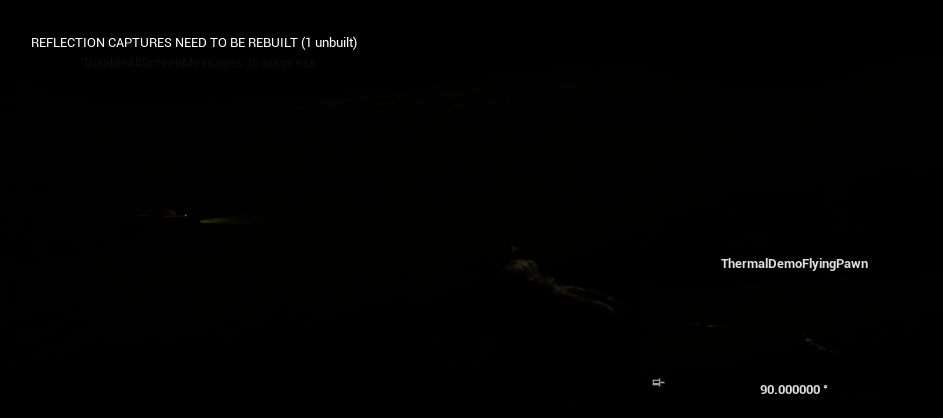 REFLECTION CAPTURES NEED TO BE REBUILT (1 unbuilt)
'DisableAllScreenMessages' to suppress
ThermalDemoFlyingPawn
90.000000 °